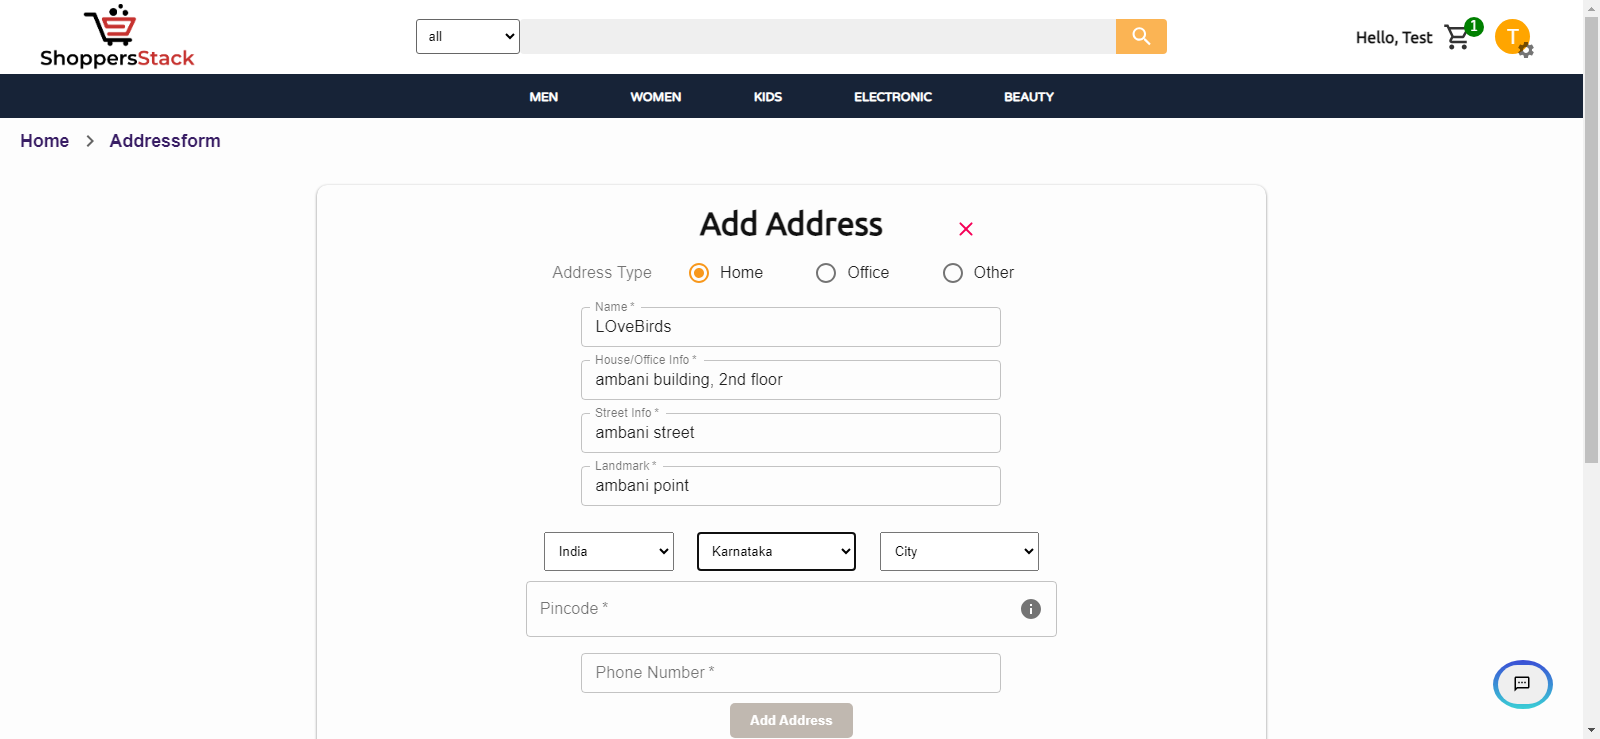 ShoppersStack
all
Hello, Test
1
T
MEN WOMEN KIDS ELECTRONIC BEAUTY
Home > Addressform
Add Address
Address Type Home Office Other
Name *
LOveBirds
House/Office Info *
ambani building, 2nd floor
Street Info *
ambani street
Landmark *
ambani point
India Karnataka City
Pincode *
Phone Number *
Add Address